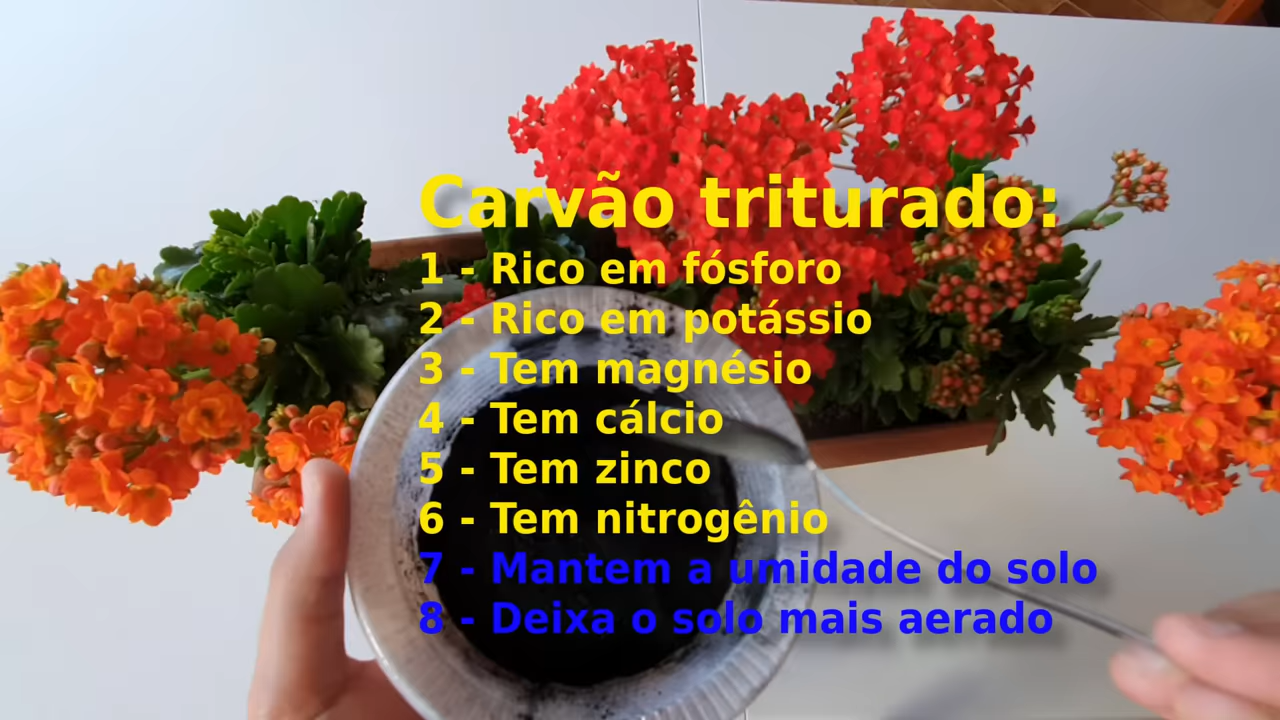 Carvão triturado:
1 - Rico em fósforo
2 - Rico em potássio
3 - Tem magnésio
4 - Tem cálcio
5 - Tem zinco
6 - Tem nitrogênio
7 - Mantem a umidade do solo
8 - Deixa o solo mais aerado